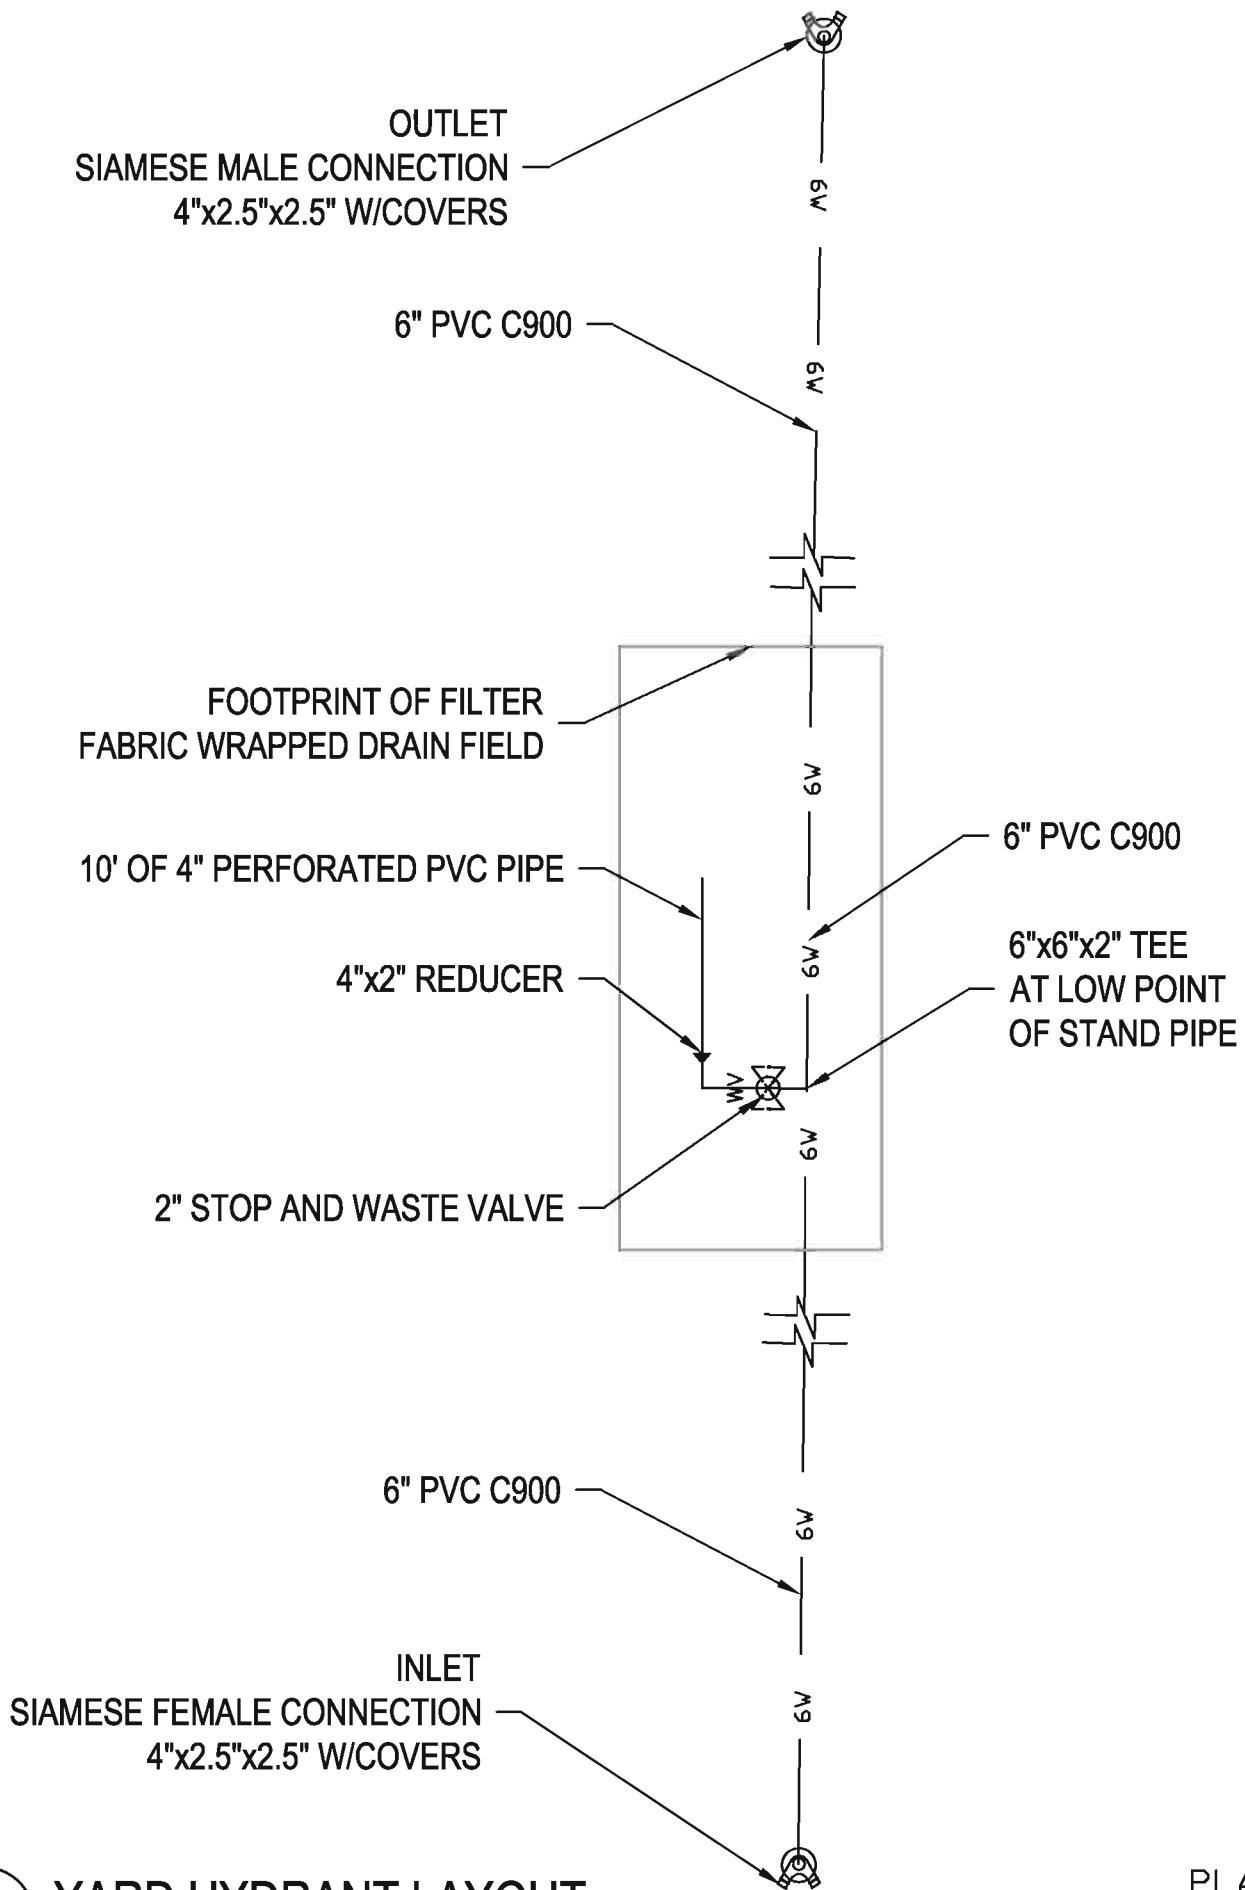 OUTLET
SIAMESE MALE CONNECTION
4"x2.5"x2.5" W/COVERS
6W
6" PVC C900
6W
FOOTPRINT OF FILTER
FABRIC WRAPPED DRAIN FIELD
6W
6" PVC C900
10' OF 4" PERFORATED PVC PIPE
6"x6"x2" TEE
AT LOW POINT
OF STAND PIPE
6W
4"x2" REDUCER
WV
6W
2" STOP AND WASTE VALVE
6" PVC C900
6W
INLET
SIAMESE FEMALE CONNECTION
4"x2.5"x2.5" W/COVERS
6W
YARD HYDRANT LAYOUT